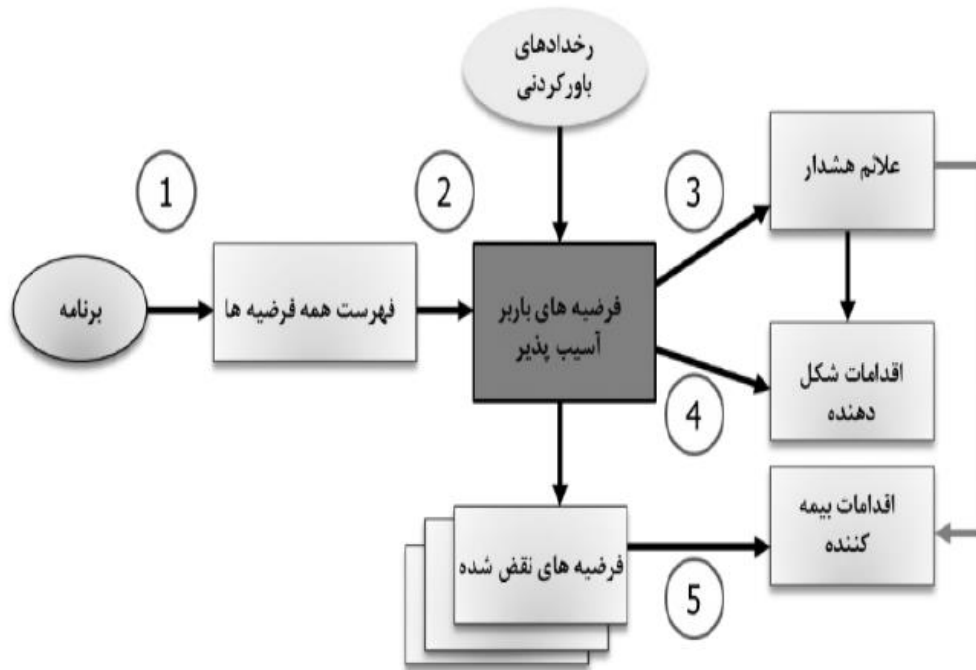 رخدادهای
باورکردنی
علائم هشدار
1
2
3
برنامه
فهرست همه فرضیه ها
فرضیه های باربر
آسیب پذیر
اقدامات شکل
دهنده
4
اقدامات بیمه
کننده
فرضیه های نقض شده
5